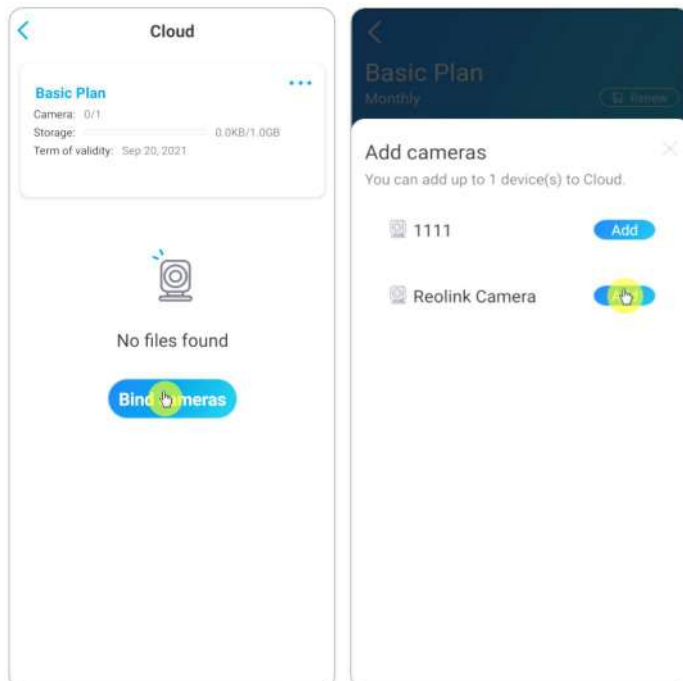 Cloud
Basic Plan
Camera: 0/1
Storage: 0.0KB/1.0GB
Term of validity: Sep 20, 2021
No files found
Bind meras
Basic Plan
Monthly
Renew
Add cameras
You can add up to 1 device(s) to Cloud.
1111 Add
Reolink Camera